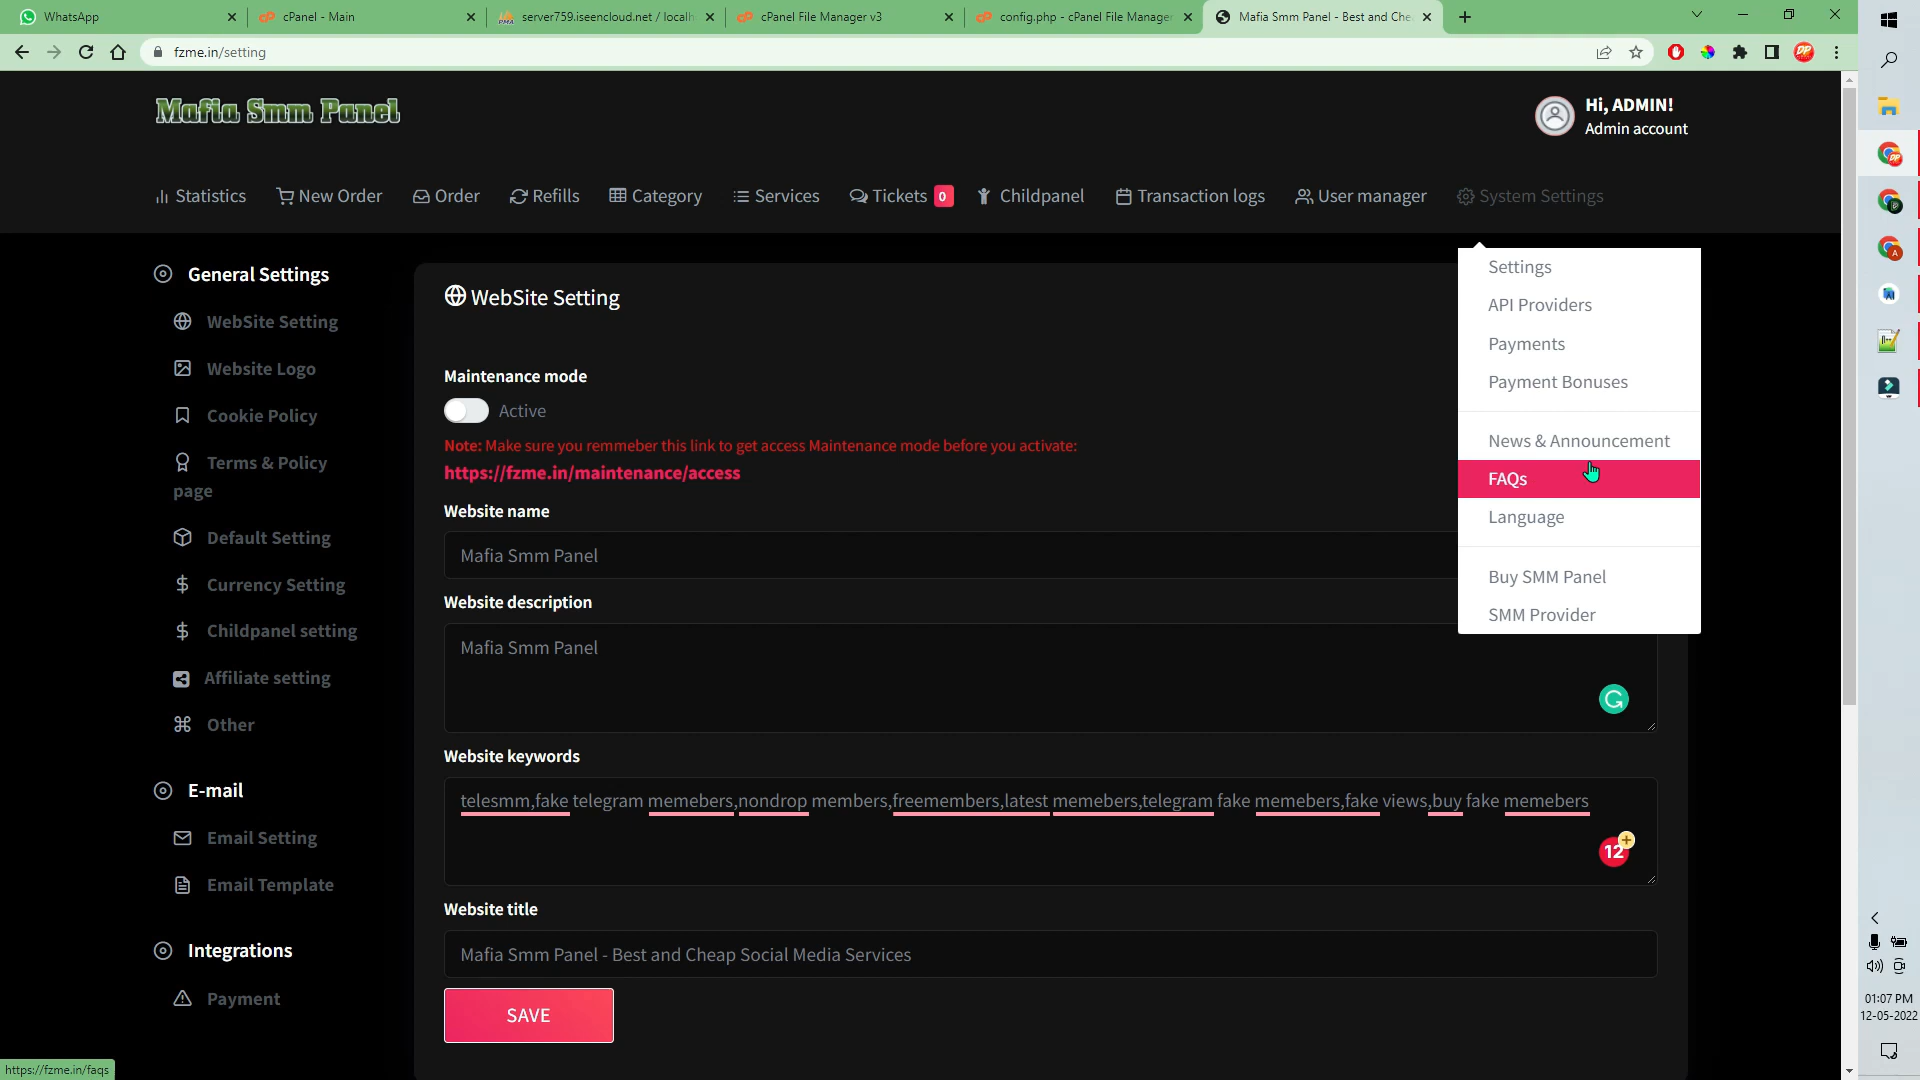 WhatsApp
cPanel - Main
server759.iseencloud.net / localh
cPanel File Manager v3
config.php - cPanel File Manager
Mafia Smm Panel - Best and Che
fzme.in/setting
Mafia Smm Panel
Hi, ADMIN!
Admin account
Statistics
New Order
Order
Refills
Category
Services
Tickets 0
Childpanel
Transaction logs
User manager
System Settings
General Settings
WebSite Setting
Website Logo
Cookie Policy
Terms & Policy
page
Default Setting
Currency Setting
Childpanel setting
Affiliate setting
Other
E-mail
Email Setting
Email Template
Integrations
Payment
WebSite Setting
Maintenance mode
Active
Note: Make sure you remmeber this link to get access Maintenance mode before you activate:
https://fzme.in/maintenance/access
Website name
Mafia Smm Panel
Website description
Mafia Smm Panel
Website keywords
telesmm,fake telegram memebers,nondrop members,freemembers,latest memebers,telegram fake memebers,fake views,buy fake memebers
12
Website title
Mafia Smm Panel - Best and Cheap Social Media Services
SAVE
Settings
API Providers
Payments
Payment Bonuses
News & Announcement
FAQs
Language
Buy SMM Panel
SMM Provider
01:07 PM
12-05-2022
https://fzme.in/faqs